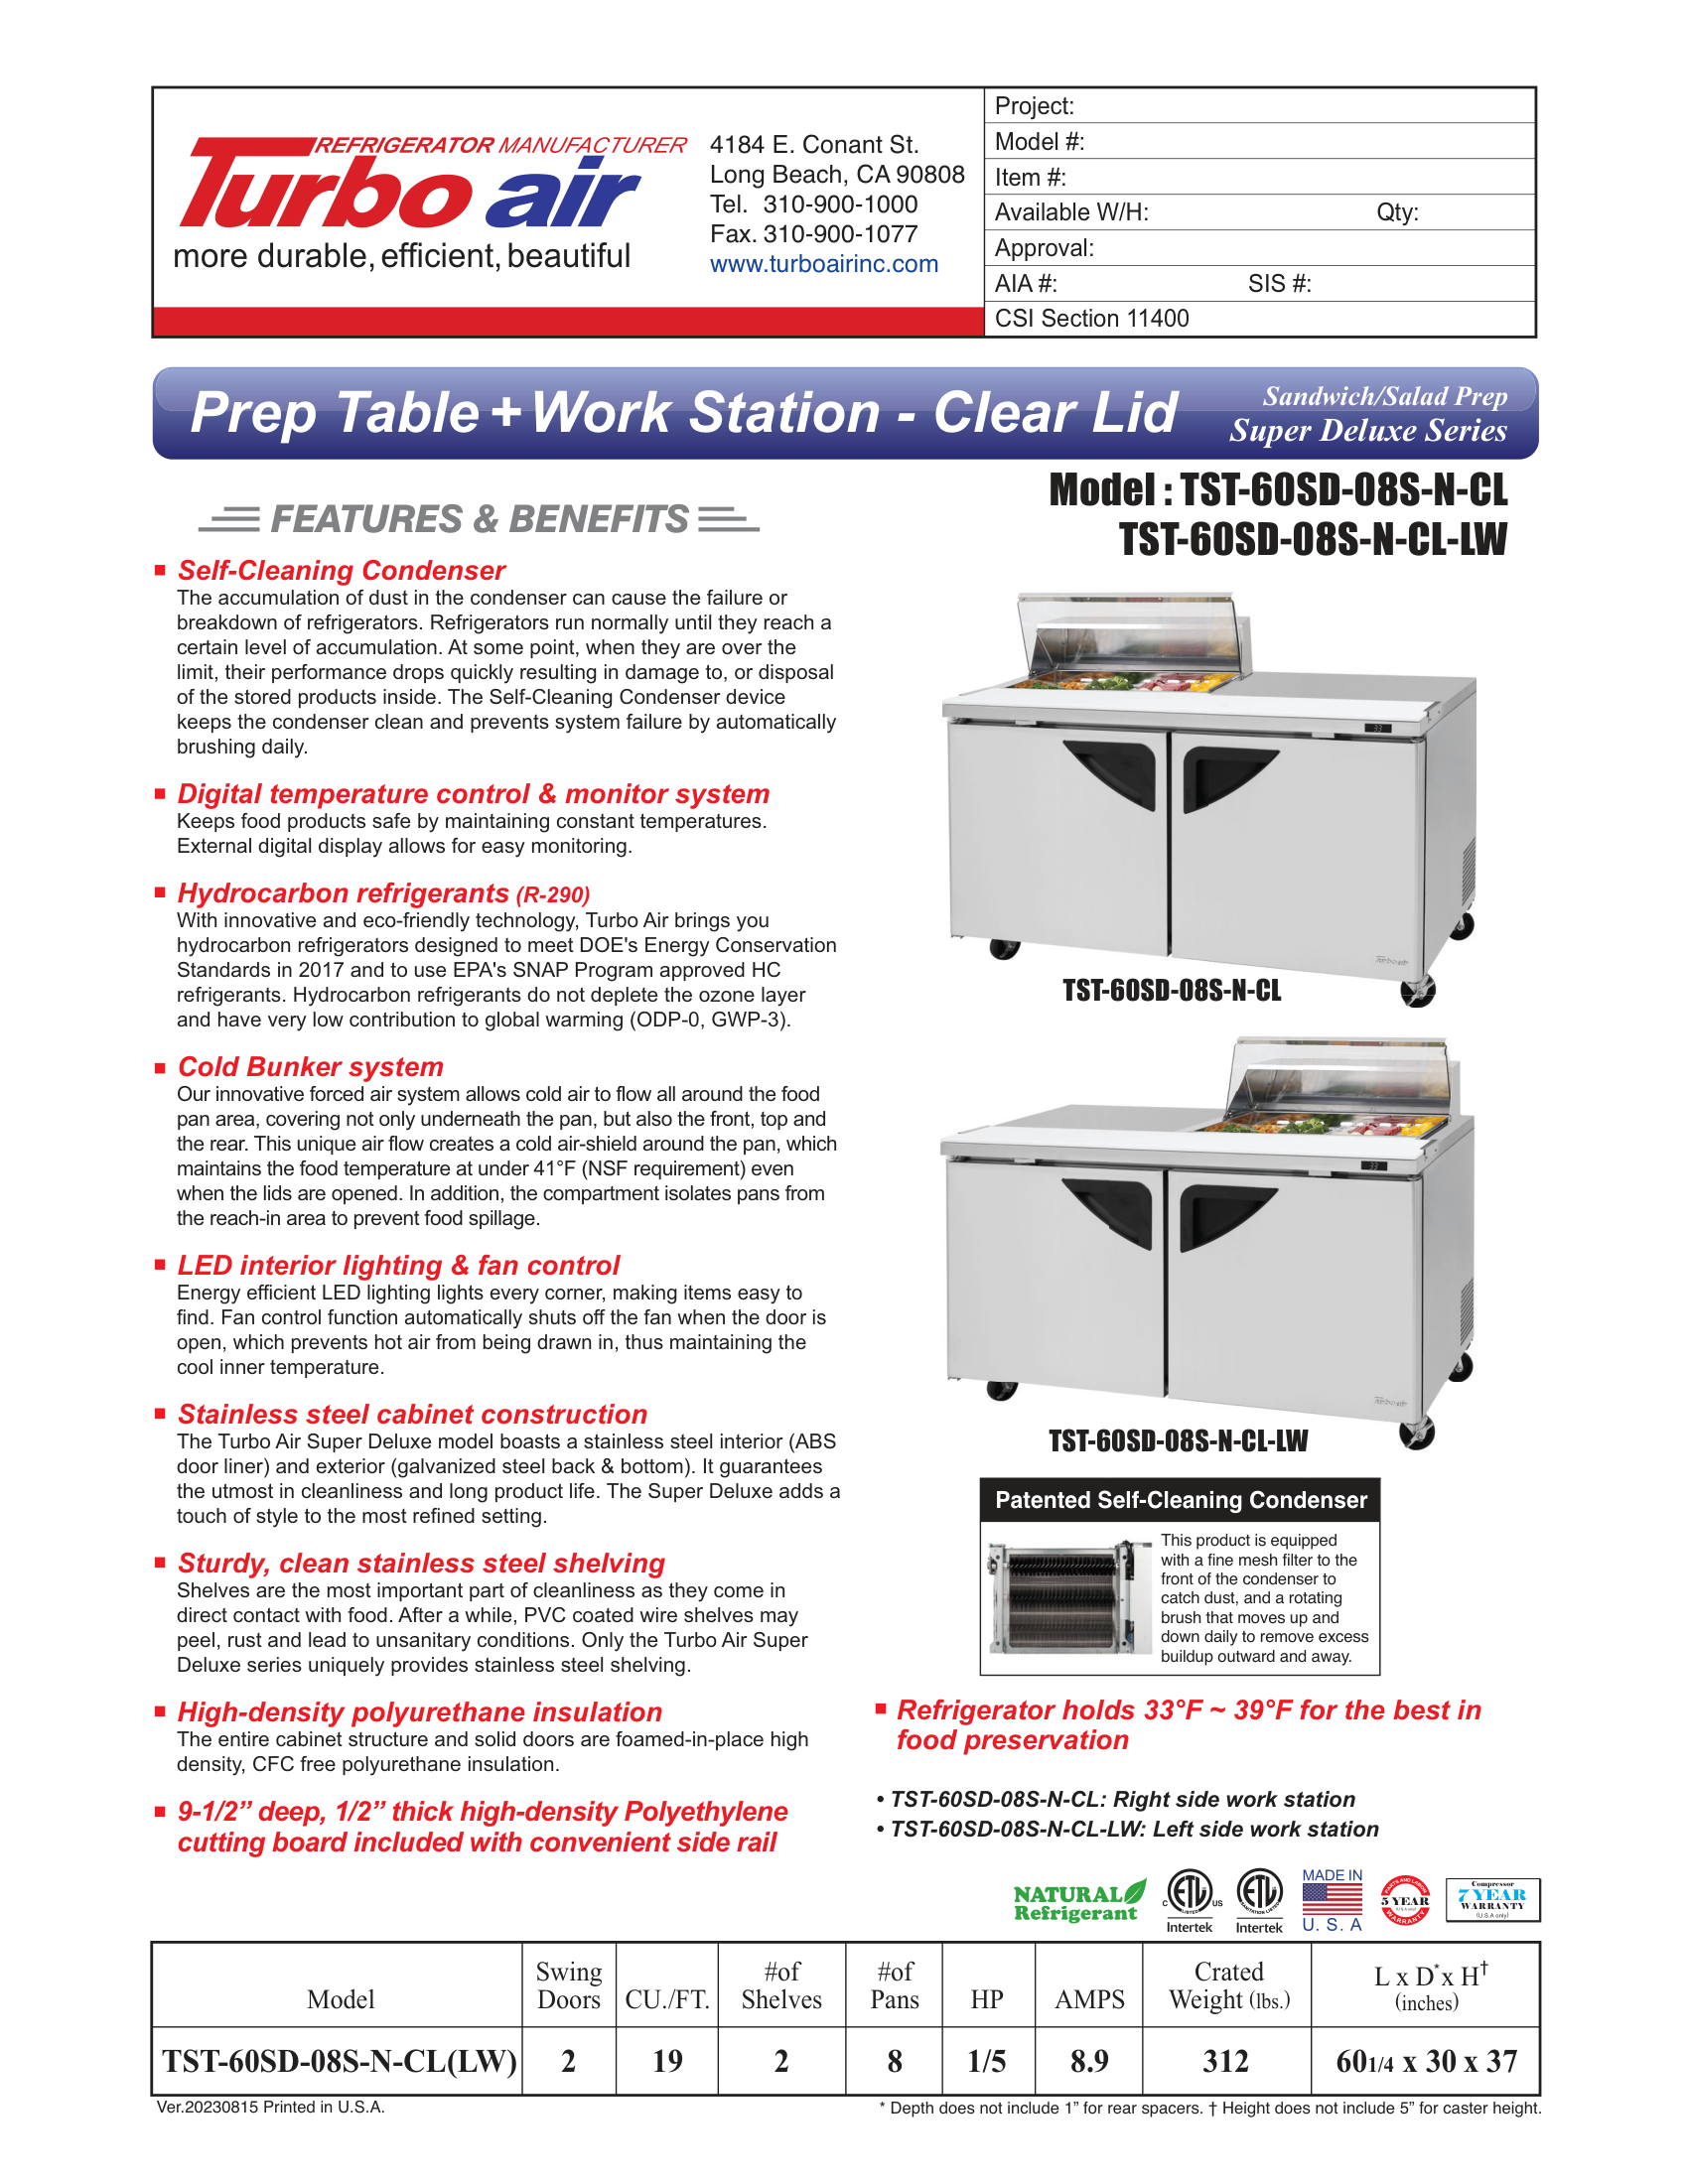 REFRIGERATOR MANUFACTURER
Turbo air
more durable, efficient, beautiful
4184 E. Conant St.
Long Beach, CA 90808
Tel. 310-900-1000
Fax. 310-900-1077
www.turboairinc.com
Project:
Model #:
Item #:
Available W/H: Qty:
Approval:
AIA #: SIS #:
CSI Section 11400
Prep Table + Work Station - Clear Lid
Sandwich/Salad Prep
Super Deluxe Series
Model : TST-60SD-08S-N-CL
TST-60SD-08S-N-CL-LW
FEATURES & BENEFITS
Self-Cleaning Condenser
The accumulation of dust in the condenser can cause the failure or
breakdown of refrigerators. Refrigerators run normally until they reach a
certain level of accumulation. At some point, when they are over the
limit, their performance drops quickly resulting in damage to, or disposal
of the stored products inside. The Self-Cleaning Condenser device
keeps the condenser clean and prevents system failure by automatically
brushing daily.
Digital temperature control & monitor system
Keeps food products safe by maintaining constant temperatures.
External digital display allows for easy monitoring.
Hydrocarbon refrigerants (R-290)
With innovative and eco-friendly technology, Turbo Air brings you
hydrocarbon refrigerators designed to meet DOE's Energy Conservation
Standards in 2017 and to use EPA's SNAP Program approved HC
refrigerants. Hydrocarbon refrigerants do not deplete the ozone layer
and have very low contribution to global warming (ODP-0, GWP-3).
Cold Bunker system
Our innovative forced air system allows cold air to flow all around the food
pan area, covering not only underneath the pan, but also the front, top and
the rear. This unique air flow creates a cold air-shield around the pan, which
maintains the food temperature at under 41°F (NSF requirement) even
when the lids are opened. In addition, the compartment isolates pans from
the reach-in area to prevent food spillage.
LED interior lighting & fan control
Energy efficient LED lighting lights every corner, making items easy to
find. Fan control function automatically shuts off the fan when the door is
open, which prevents hot air from being drawn in, thus maintaining the
cool inner temperature.
Stainless steel cabinet construction
The Turbo Air Super Deluxe model boasts a stainless steel interior (ABS
door liner) and exterior (galvanized steel back & bottom). It guarantees
the utmost in cleanliness and long product life. The Super Deluxe adds a
touch of style to the most refined setting.
Sturdy, clean stainless steel shelving
Shelves are the most important part of cleanliness as they come in
direct contact with food. After a while, PVC coated wire shelves may
peel, rust and lead to unsanitary conditions. Only the Turbo Air Super
Deluxe series uniquely provides stainless steel shelving.
High-density polyurethane insulation
The entire cabinet structure and solid doors are foamed-in-place high
density, CFC free polyurethane insulation.
9-1/2” deep, 1/2” thick high-density Polyethylene
cutting board included with convenient side rail
33
Turbo air
TST-60SD-08S-N-CL
33
Turbo air
TST-60SD-08S-N-CL-LW
Patented Self-Cleaning Condenser
This product is equipped
with a fine mesh filter to the
front of the condenser to
catch dust, and a rotating
brush that moves up and
down daily to remove excess
buildup outward and away.
Refrigerator holds 33°F ~ 39°F for the best in
food preservation
• TST-60SD-08S-N-CL: Right side work station
• TST-60SD-08S-N-CL-LW: Left side work station
NATURAL
Refrigerant
C ETL US
LISTED
Intertek
ETL
SANITATION LISTED
Intertek
MADE IN
U. S. A
PARTS AND LABOR
5 YEAR
(U.S.A only)
WARRANTY
Compressor
7 YEAR
WARRANTY
(U.S.A only)
Model Swing Doors CU./FT. #of Shelves #of Pans HP AMPS Crated Weight (lbs.) L x D* x H† (inches)
TST-60SD-08S-N-CL(LW) 2 19 2 8 1/5 8.9 312 60 1/4 x 30 x 37
Ver.20230815 Printed in U.S.A.
* Depth does not include 1” for rear spacers. † Height does not include 5” for caster height.